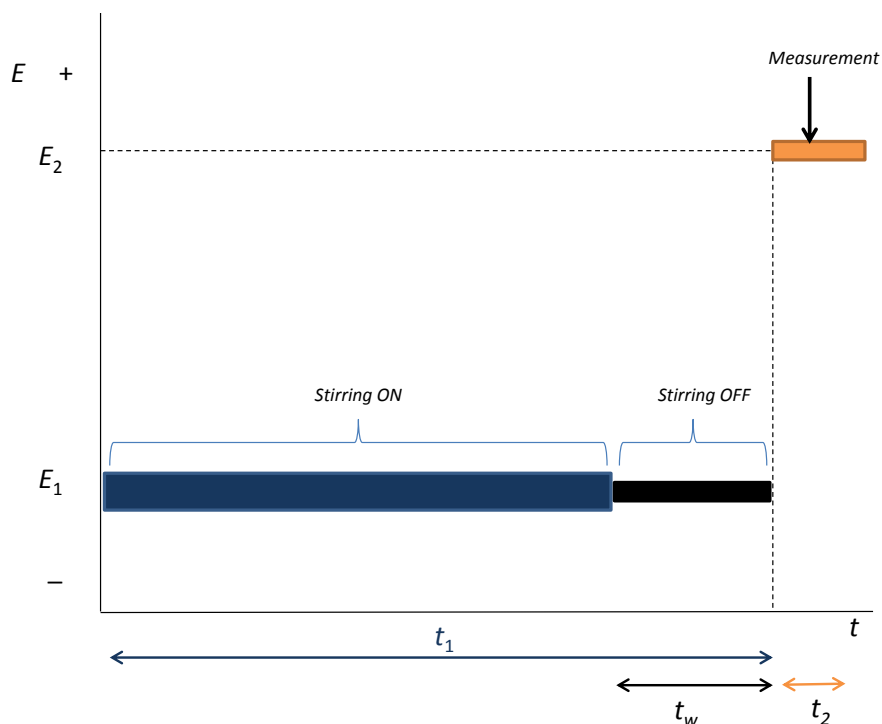 Measurement
E +
E2
Stirring ON
Stirring OFF
E1
–
t
t1
tw
t2